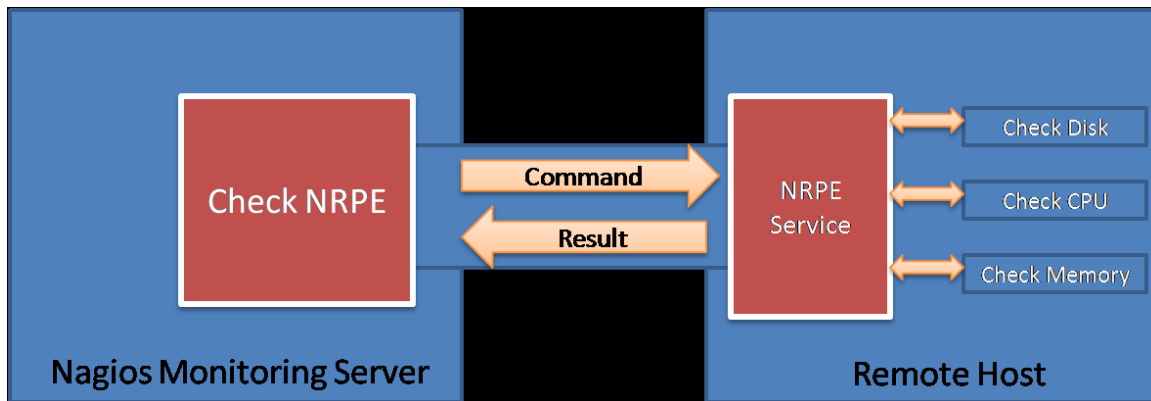 Check NRPE
Command
Result
NRPE
Service
Check Disk
Check CPU
Check Memory
Nagios Monitoring Server
Remote Host